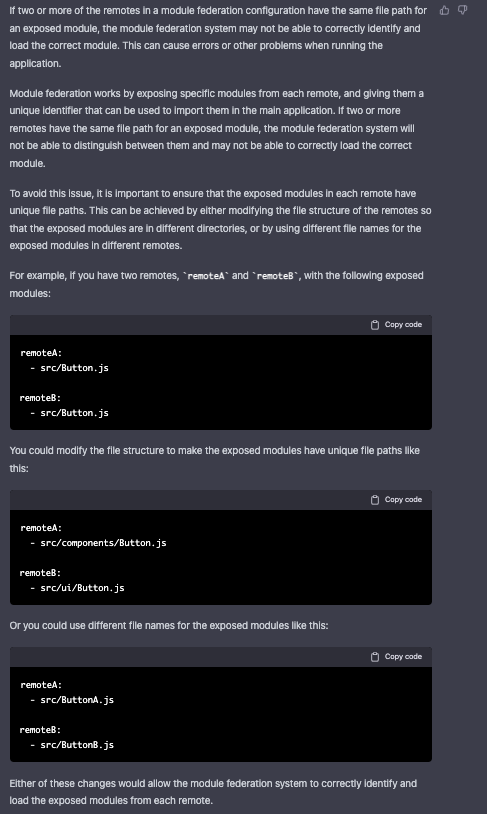 If two or more of the remotes in a module federation configuration have the same file path for
an exposed module, the module federation system may not be able to correctly identify and
load the correct module. This can cause errors or other problems when running the
application.
Module federation works by exposing specific modules from each remote, and giving them a
unique identifier that can be used to import them in the main application. If two or more
remotes have the same file path for an exposed module, the module federation system will
not be able to distinguish between them and may not be able to correctly load the correct
module.
To avoid this issue, it is important to ensure that the exposed modules in each remote have
unique file paths. This can be achieved by either modifying the file structure of the remotes so
that the exposed modules are in different directories, or by using different file names for the
exposed modules in different remotes.
For example, if you have two remotes, `remoteA` and `remoteB`, with the following exposed
modules:
Copy code
remoteA:
- src/Button.js
remoteB:
- src/Button.js
You could modify the file structure to make the exposed modules have unique file paths like
this:
Copy code
remoteA:
- src/components/Button.js
remoteB:
- src/ui/Button.js
Or you could use different file names for the exposed modules like this:
Copy code
remoteA:
- src/ButtonA.js
remoteB:
- src/ButtonB.js
Either of these changes would allow the module federation system to correctly identify and
load the exposed modules from each remote.